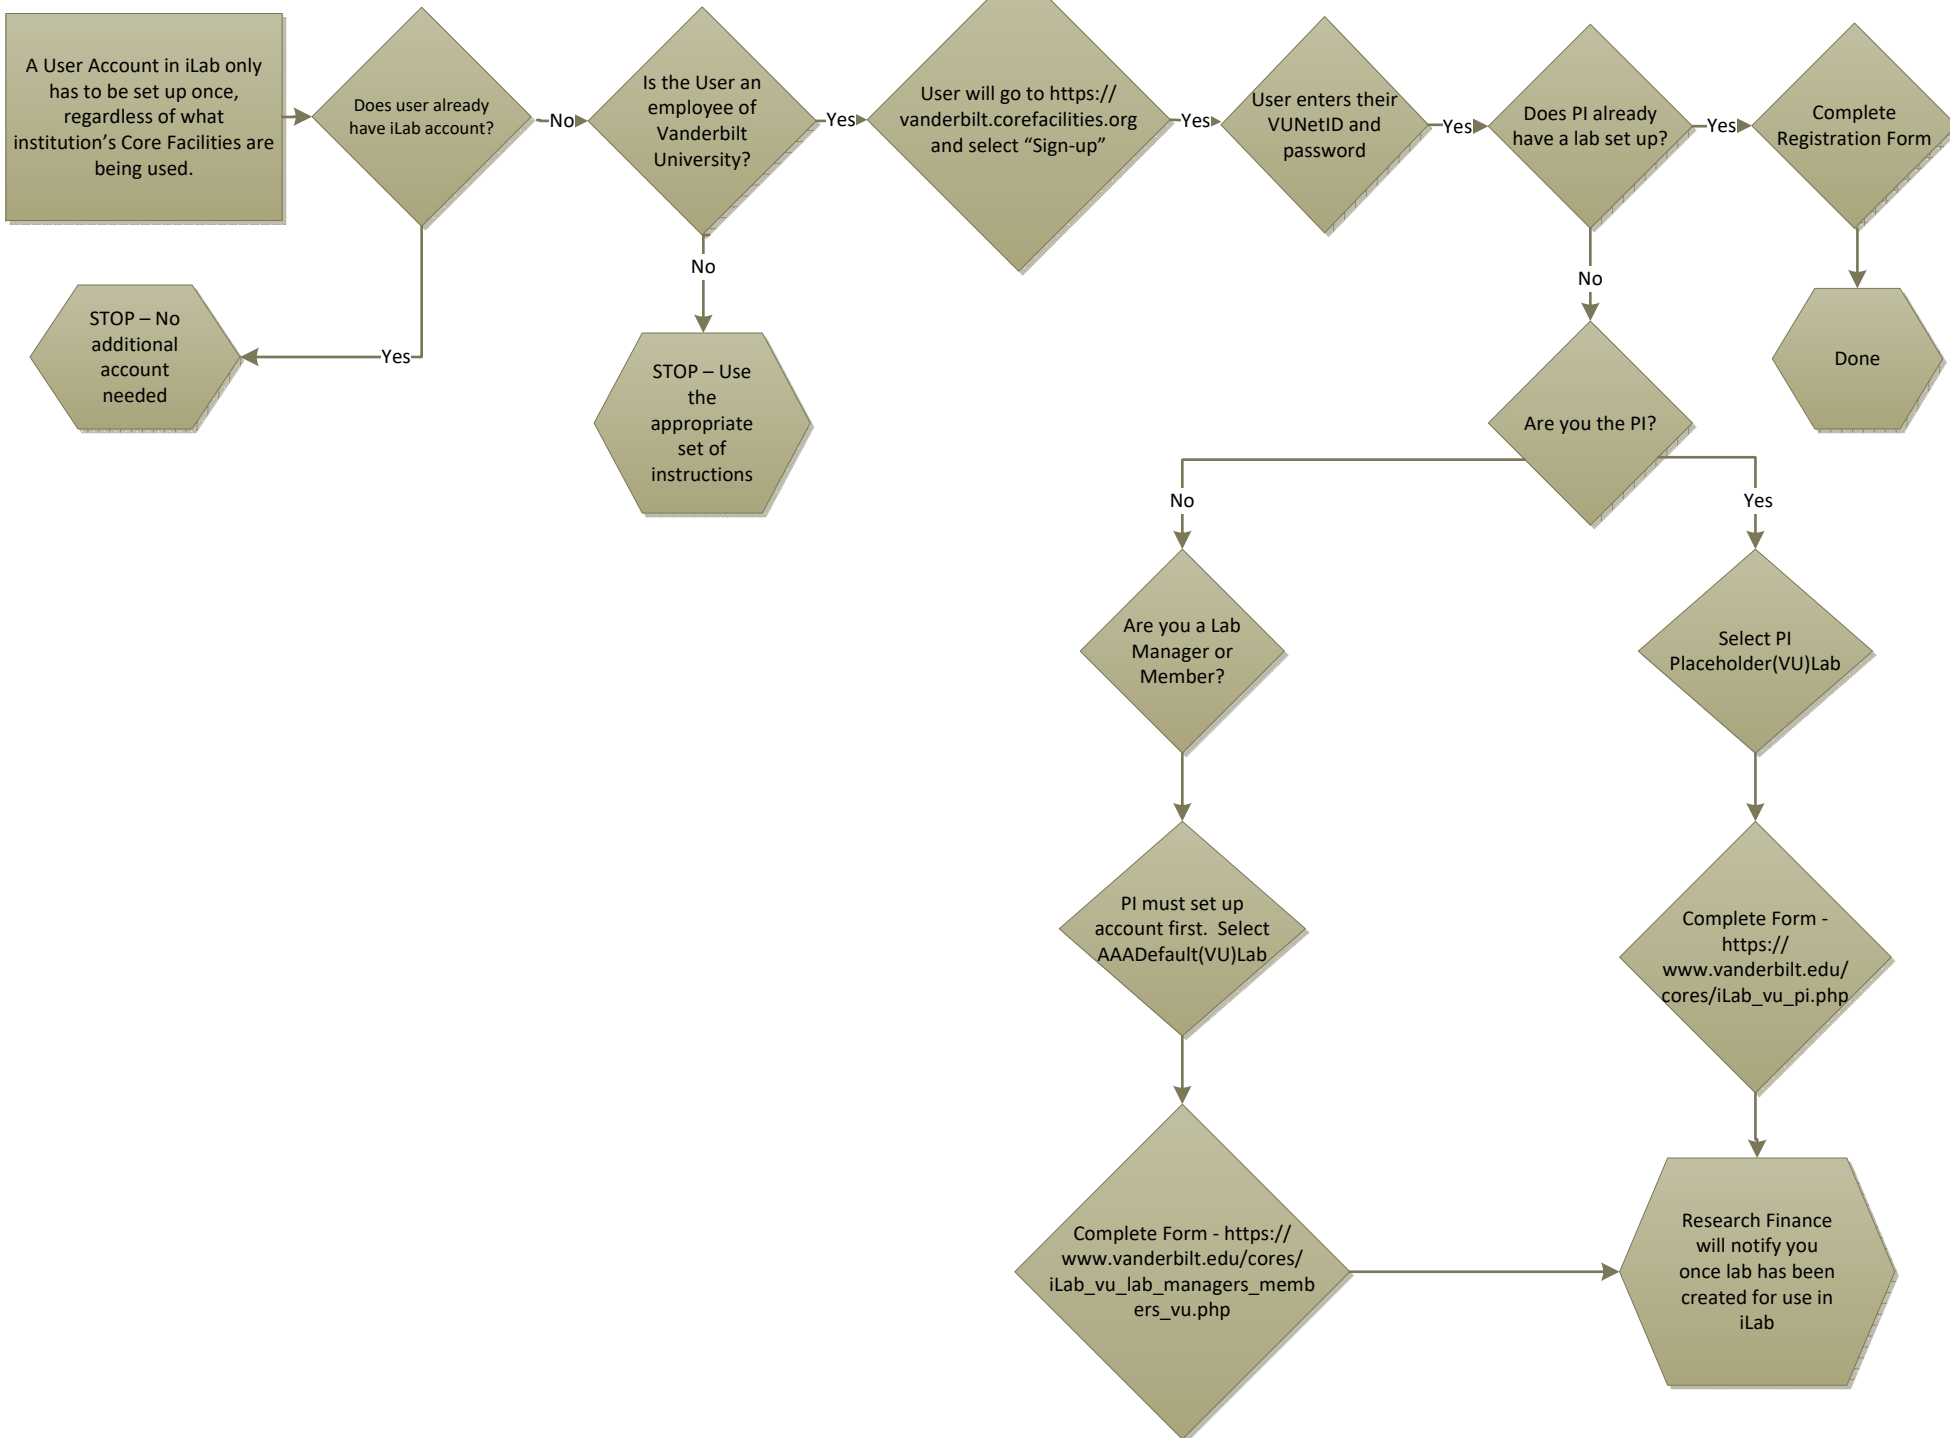 A User Account in iLab only
has to be set up once,
regardless of what
institution’s Core Facilities are
being used.
Does user already
have iLab account?
No
Is the User an
employee of
Vanderbilt
University?
Yes
User will go to https://
vanderbilt.corefacilities.org
and select “Sign-up”
Yes
User enters their
VUNetID and
password
Yes
Does PI already
have a lab set up?
Yes
Complete
Registration Form
Yes
STOP – No
additional
account
needed
No
STOP – Use
the
appropriate
set of
instructions
No
Done
Are you the PI?
No
Yes
Are you a Lab
Manager or
Member?
Select PI
Placeholder(VU)Lab
PI must set up
account first.  Select
AAADefault(VU)Lab
Complete Form -
https://
www.vanderbilt.edu/
cores/iLab_vu_pi.php
Complete Form - https://
www.vanderbilt.edu/cores/
iLab_vu_lab_managers_memb
ers_vu.php
Research Finance
will notify you
once lab has been
created for use in
iLab